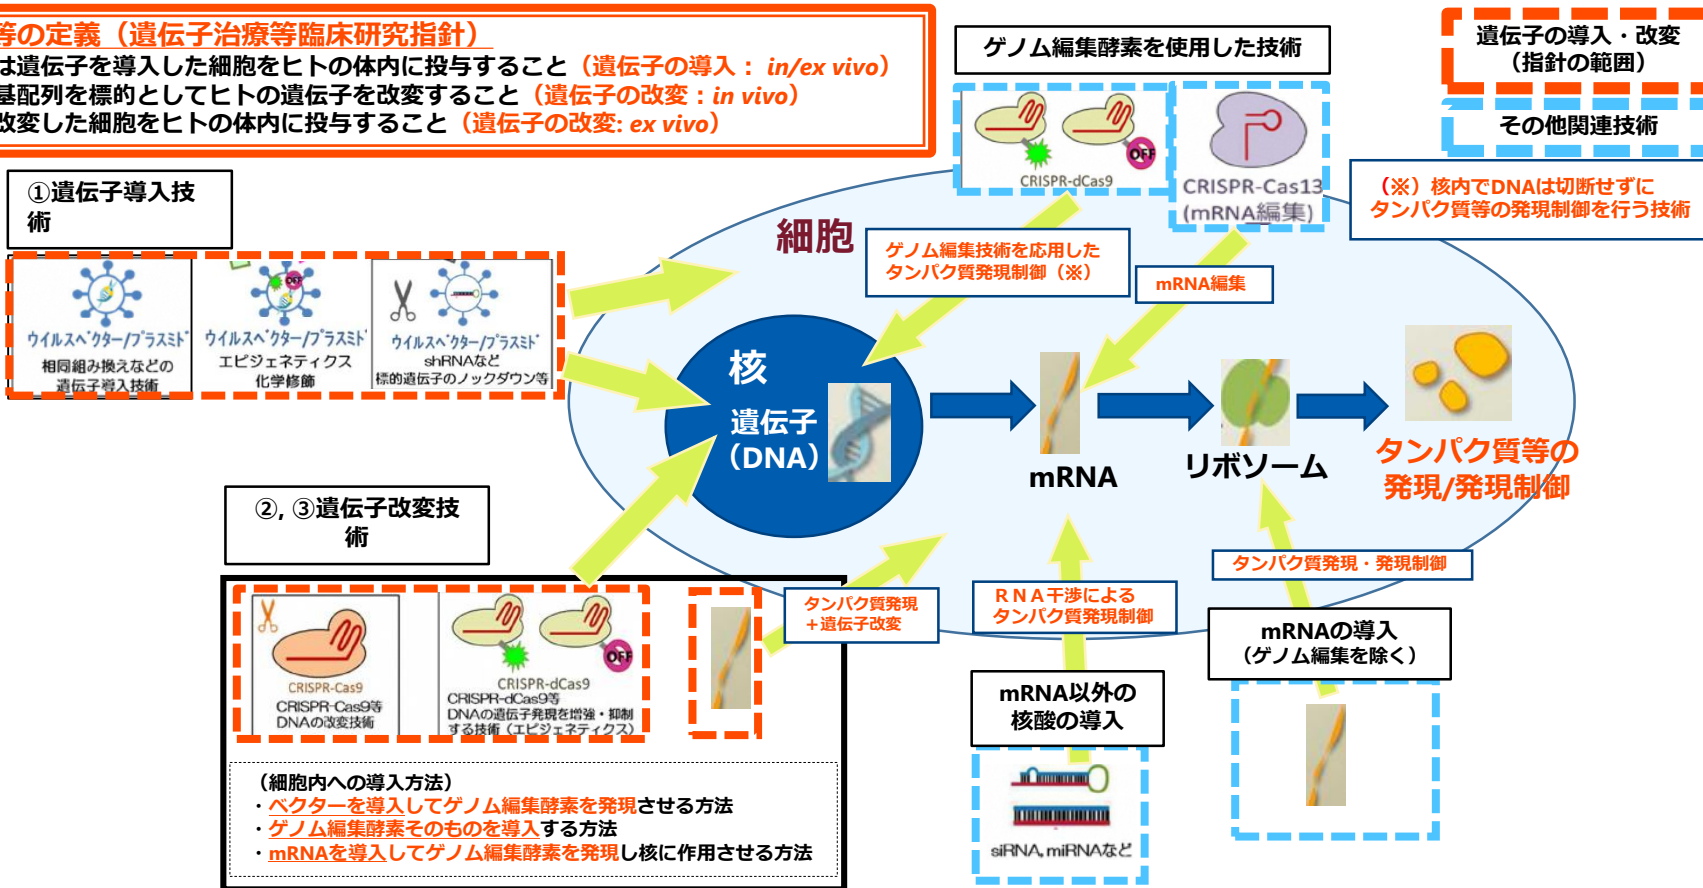 等の定義（遺伝子治療等臨床研究指針）
は遺伝子を導入した細胞をヒトの体内に投与すること（遺伝子の導入： in/ex vivo）
基配列を標的としてヒトの遺伝子を改変すること（遺伝子の改変：in vivo）
改変した細胞をヒトの体内に投与すること（遺伝子の改変: ex vivo）
ゲノム編集酵素を使用した技術
遺伝子の導入・改変
（指針の範囲）
その他関連技術
OFF
CRISPR-dCas9
CRISPR-Cas13
(mRNA編集)
（※）核内でDNAは切断せずに
タンパク質等の発現制御を行う技術
①遺伝子導入技
術
細胞
ゲノム編集技術を応用した
タンパク質発現制御（※）
mRNA編集
ウイルスベクター/プラスミド
相同組み換えなどの
遺伝子導入技術
OFF
ウイルスベクター/プラスミド
エピジェネティクス
化学修飾
ウイルスベクター/プラスミド
shRNAなど
標的遺伝子のノックダウン等
核
遺伝子
（DNA）
mRNA
リボソーム
タンパク質等の
発現/発現制御
②, ③遺伝子改変技
術
CRISPR-Cas9
CRISPR-Cas9等
DNAの改変技術
OFF
CRISPR-dCas9
CRISPR-dCas9等
DNAの遺伝子発現を増強・抑制
する技術（エピジェネティクス）
タンパク質発現
＋遺伝子改変
ＲＮＡ干渉による
タンパク質発現制御
タンパク質発現・発現制御
mRNAの導入
（ゲノム編集を除く）
mRNA以外の
核酸の導入
siRNA, miRNAなど
（細胞内への導入方法）
・ベクターを導入してゲノム編集酵素を発現させる方法
・ゲノム編集酵素そのものを導入する方法
・mRNAを導入してゲノム編集酵素を発現し核に作用させる方法